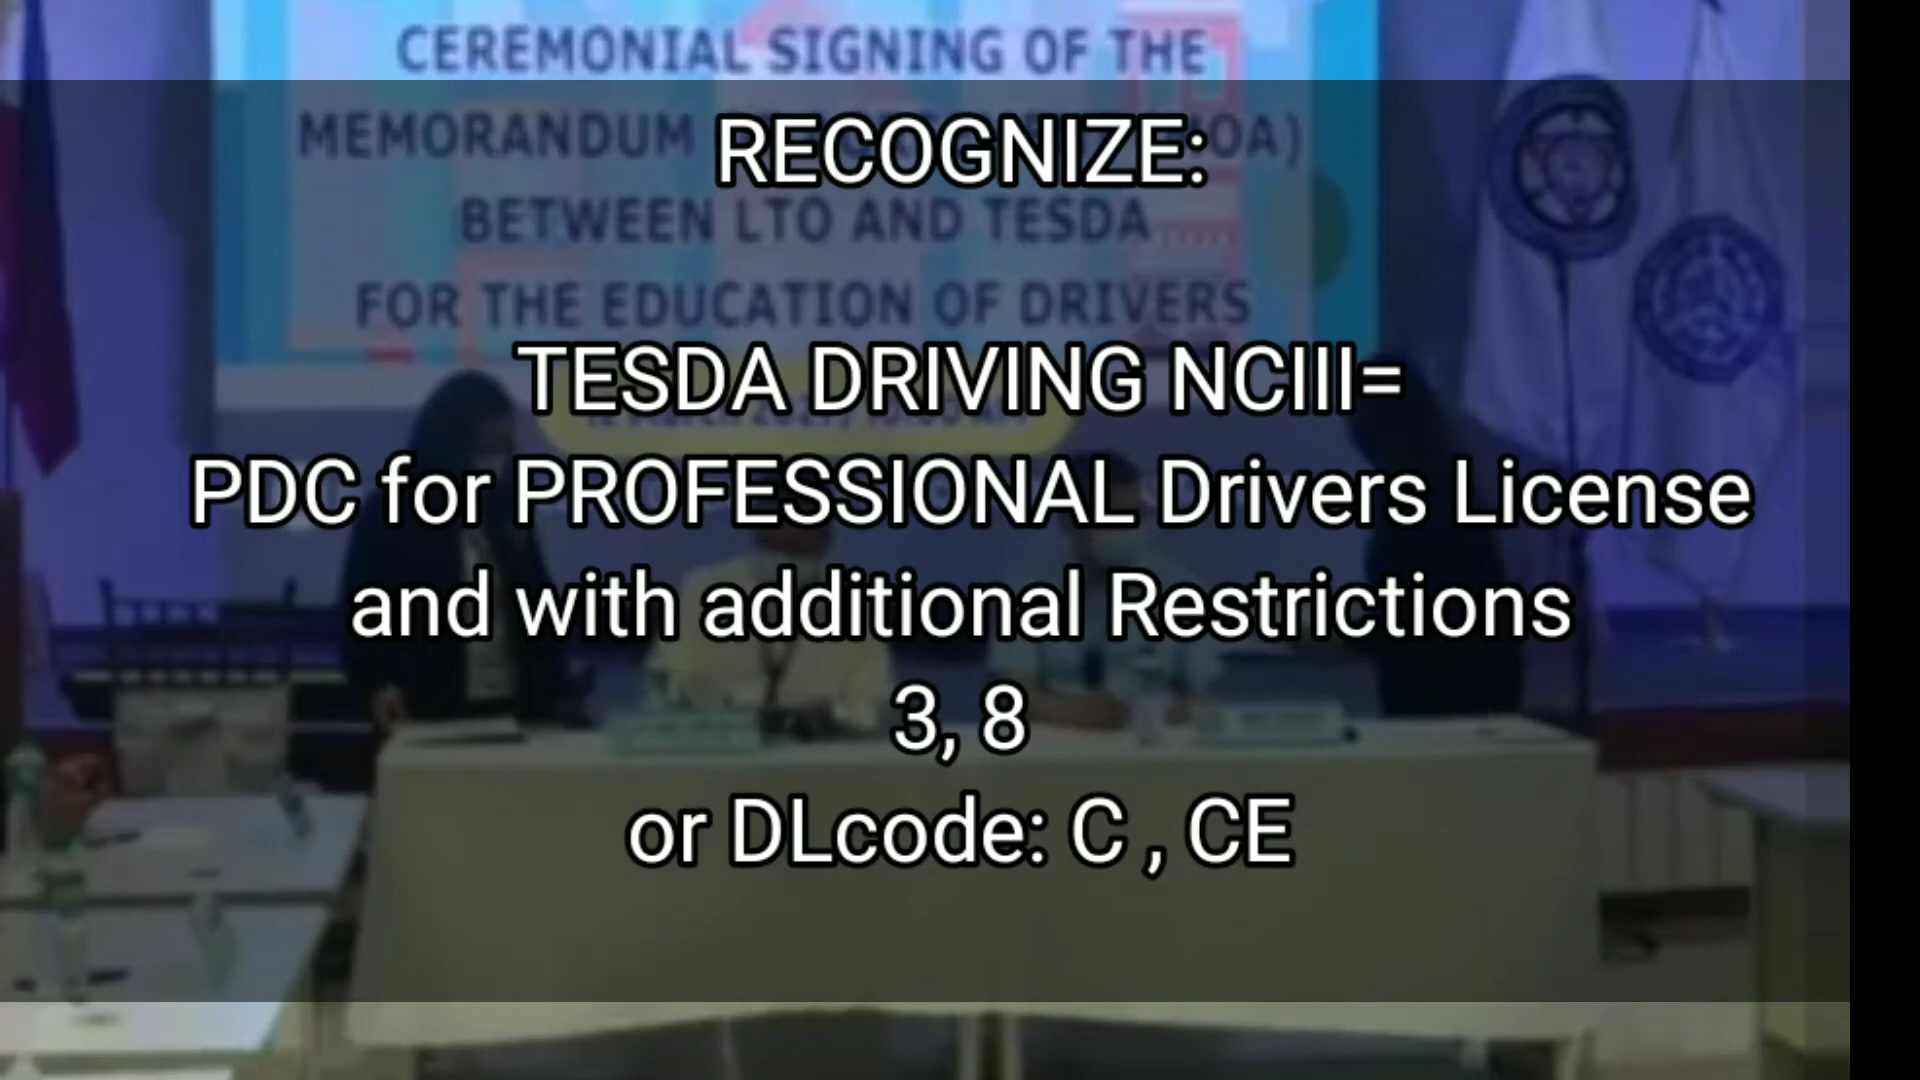 CEREMONIAL SIGNING OF THE
MEMORANDUM OA)
RECOGNIZE:
BETWEEN LTO AND TESDA
FOR THE EDUCATION OF DRIVERS
TESDA DRIVING NCIII=
PDC for PROFESSIONAL Drivers License
and with additional Restrictions
3, 8
or DLcode: C , CE